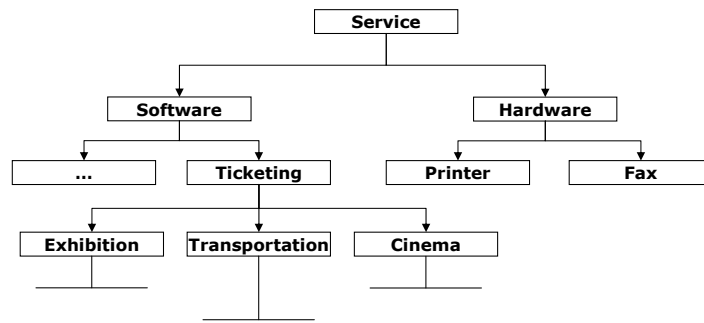 Service
Software
Hardware
...
Ticketing
Printer
Fax
Exhibition
Transportation
Cinema